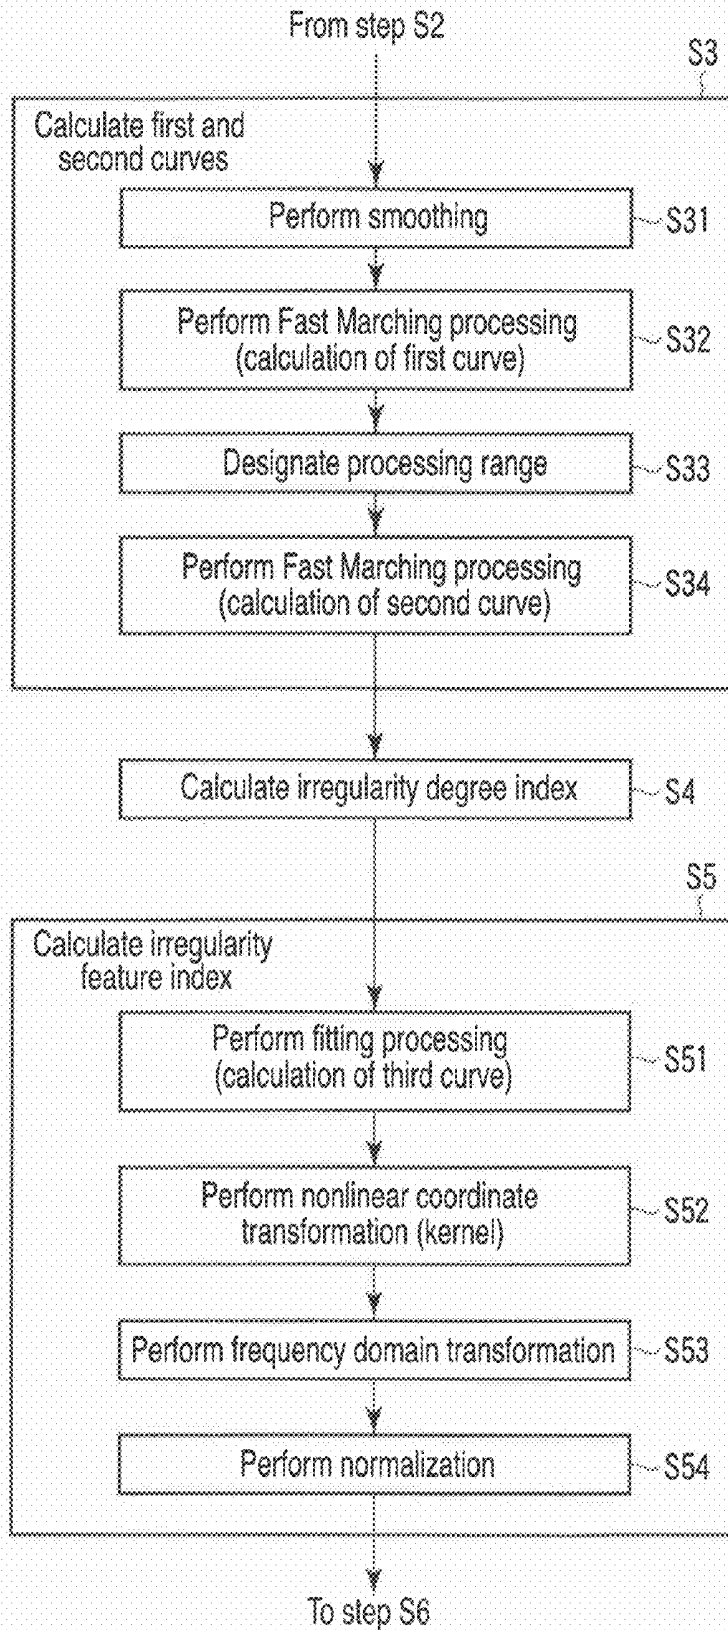 From step S2
S3
Calculate first and
second curves
Perform smoothing
S31
Perform Fast Marching processing
(calculation of first curve)
S32
Designate processing range
S33
Perform Fast Marching processing
(calculation of second curve)
S34
Calculate irregularity degree index
S4
S5
Calculate irregularity
feature index
Perform fitting processing
(calculation of third curve)
S51
Perform nonlinear coordinate
transformation (kernel)
S52
Perform frequency domain transformation
S53
Perform normalization
S54
To step S6